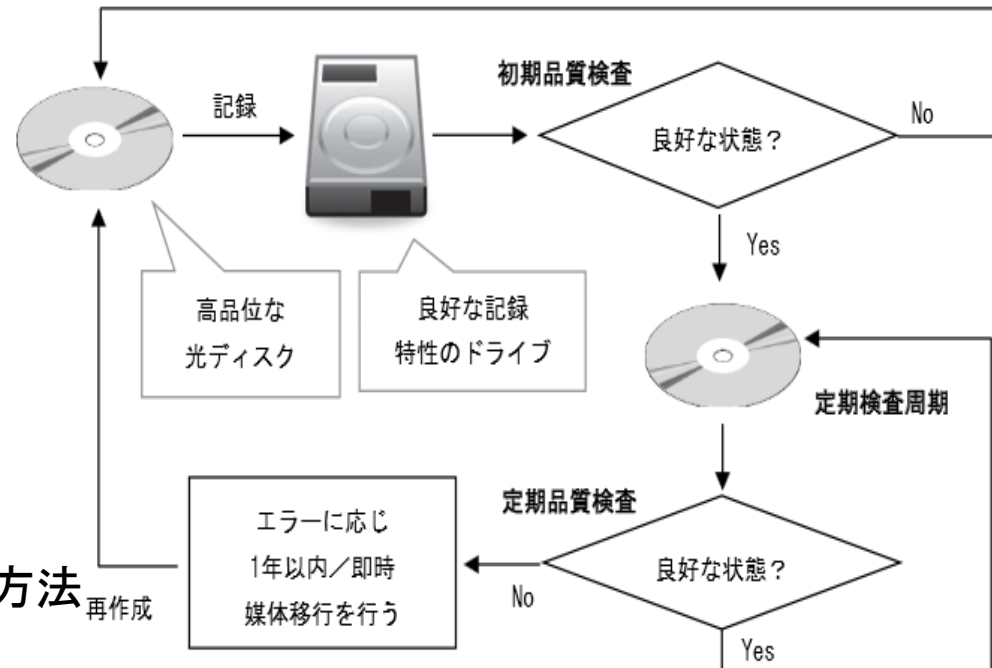 初期品質検査
記録
良好な状態？
No
Yes
高品位な
光ディスク
良好な記録
特性のドライブ
定期検査周期
定期品質検査
エラーに応じ
1年以内／即時
媒体移行を行う
良好な状態？
No
方法
再作成
Yes